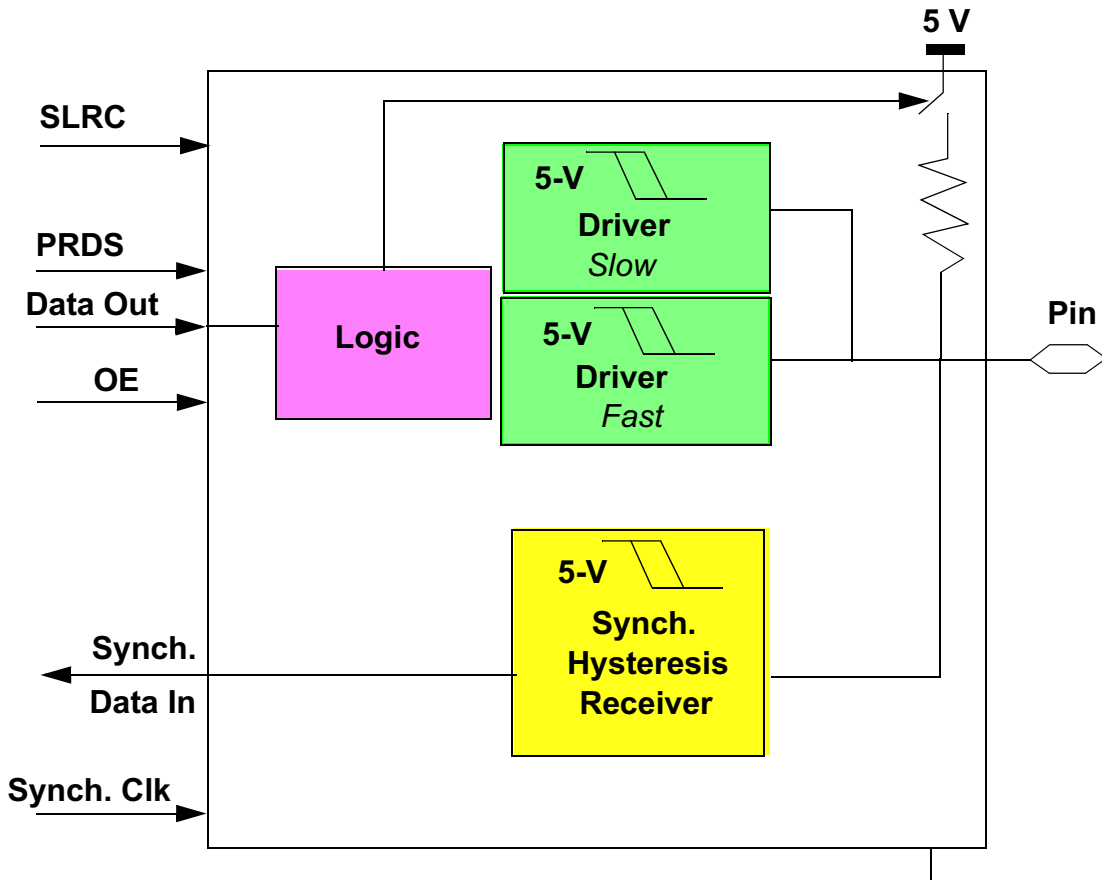 5 V
SLRC
5-V
Driver
Slow
PRDS
Data Out
Logic
5-V
Driver
Fast
Pin
OE
5-V
Synch.
Hysteresis
Receiver
Synch.
Data In
Synch. Clk